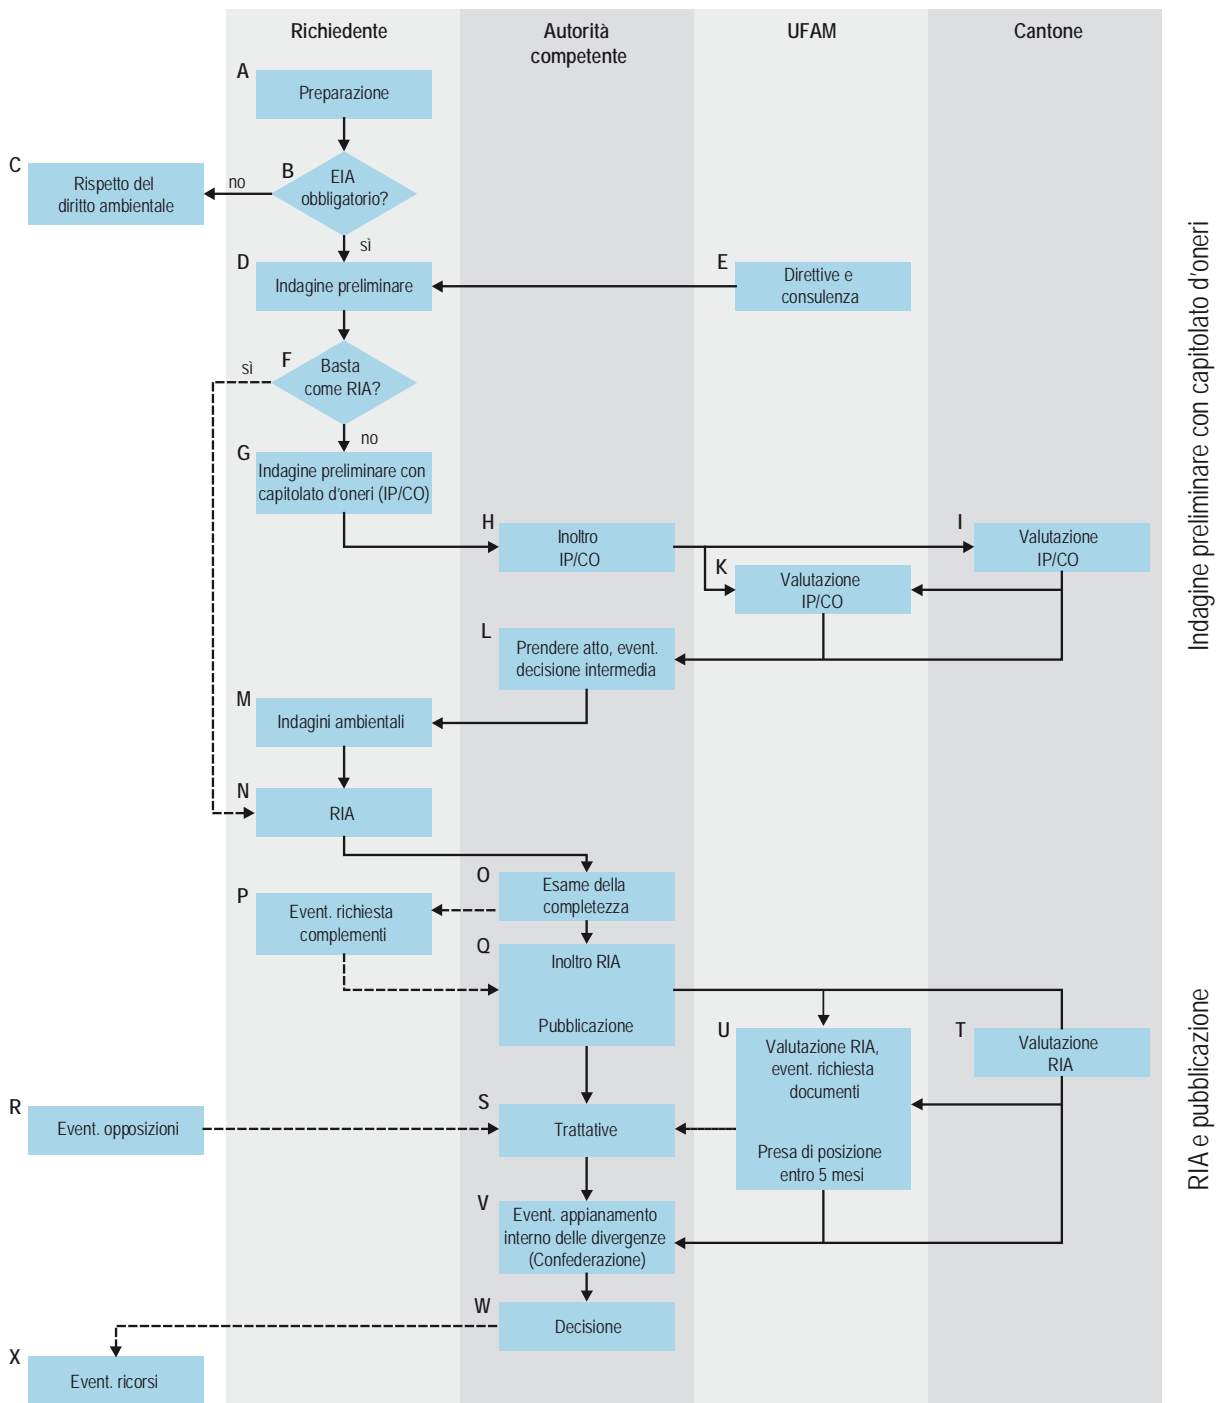 Richiedente
Autorità
competente
UFAM
Cantone
A
Preparazione
C
Rispetto del
diritto ambientale
no
B
EIA
obbligatorio?
sì
D
Indagine preliminare
E
Direttive e
consulenza
sì
F
Basta
come RIA?
no
G
Indagine preliminare con
capitolato d'oneri (IP/CO)
H
Inoltro
IP/CO
I
Valutazione
IP/CO
K
Valutazione
IP/CO
L
Prendere atto, event.
decisione intermedia
M
Indagini ambientali
N
RIA
O
Esame della
completezza
P
Event. richiesta
complementi
Q
Inoltro RIA
Pubblicazione
U
Valutazione RIA,
event. richiesta
documenti
Presa di posizione
entro 5 mesi
T
Valutazione
RIA
R
Event. opposizioni
S
Trattative
V
Event. appianamento
interno delle divergenze
(Confederazione)
W
Decisione
X
Event. ricorsi
Indagine preliminare con capitolato d'oneri
RIA e pubblicazione